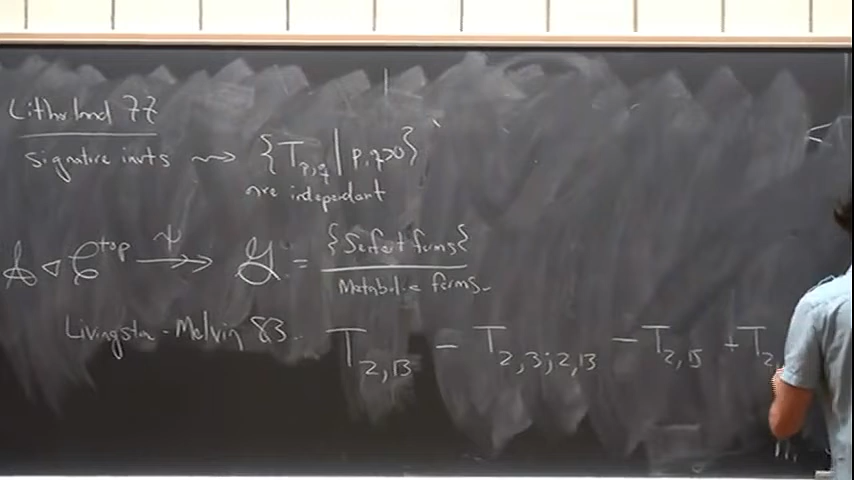 Litherland 77
signature invts ⇝ {T_{p,q} | p,q>0}
are independant
A ◁ C^{top} —ψ→> G := {Seifert forms}
Metabolic forms.
Livingston - Melvin 83. T_{2,13} - T_{2,3;2,13} - T_{2,15} + T_{2,